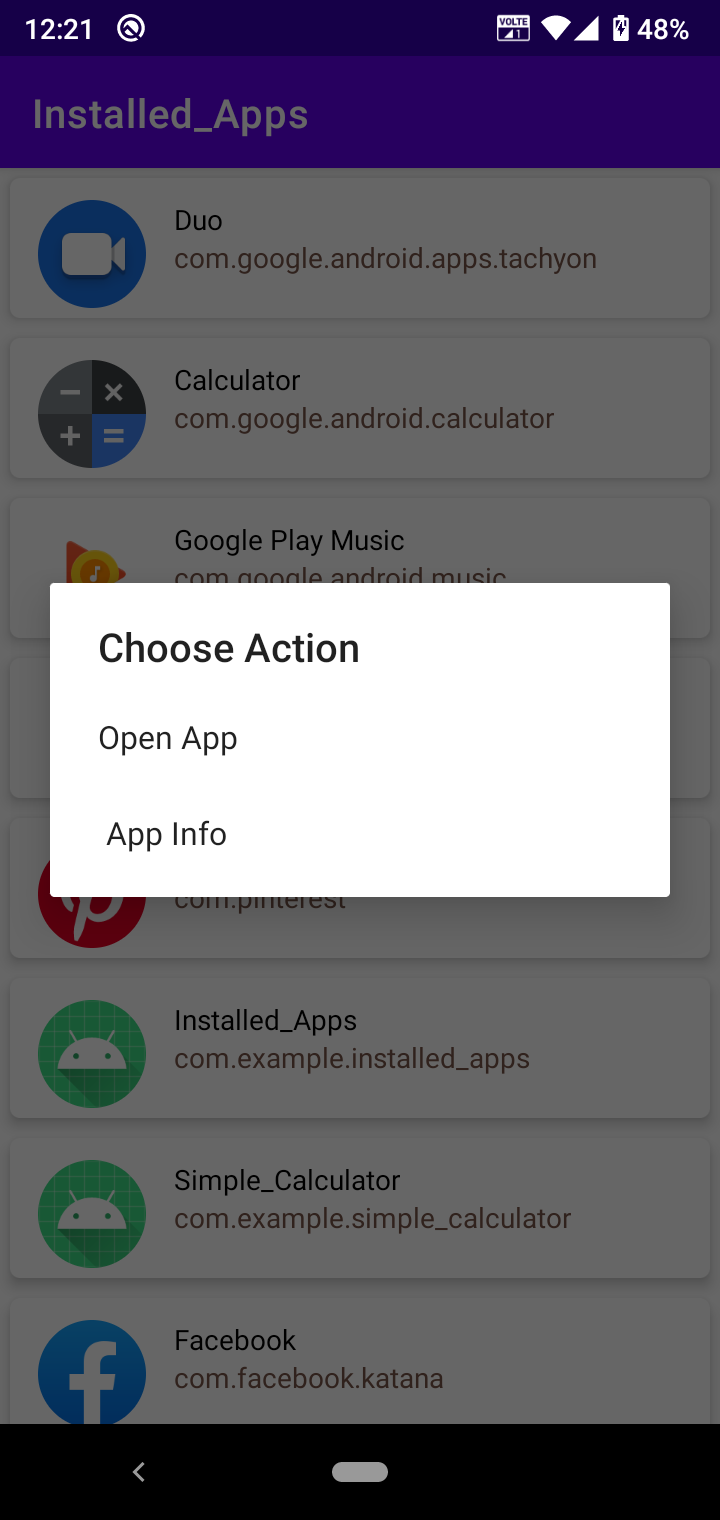 12:21
VOLTE
1
48%
Installed_Apps
Duo
com.google.android.apps.tachyon
Calculator
com.google.android.calculator
Google Play Music
com.google.android.music
Choose Action
Open App
App Info
com.pinterest
Installed_Apps
com.example.installed_apps
Simple_Calculator
com.example.simple_calculator
Facebook
com.facebook.katana